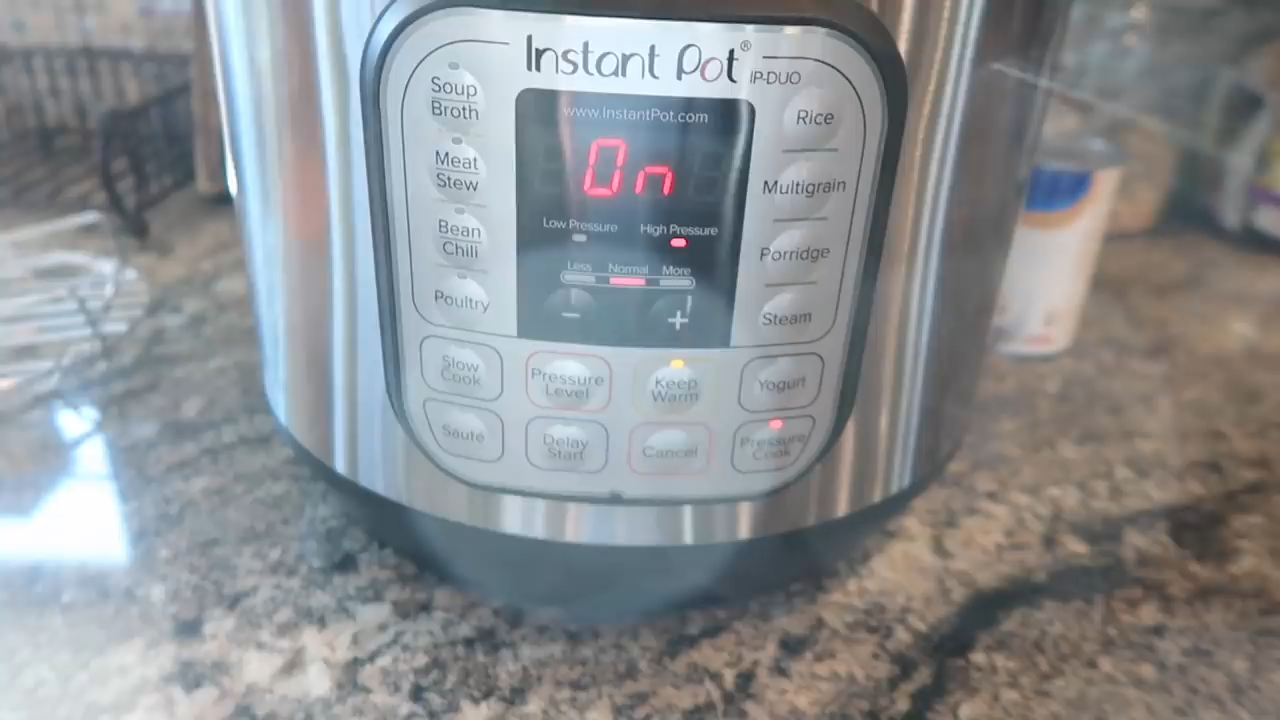 Instant Pot®
IP-DUO
www.InstantPot.com
On
Low Pressure
High Pressure
Less
Normal
More
−
+
Soup
Broth
Meat
Stew
Bean
Chili
Poultry
Rice
Multigrain
Porridge
Steam
Slow
Cook
Pressure
Level
Keep
Warm
Yogurt
Sauté
Delay
Start
Cancel
Pressure
Cook